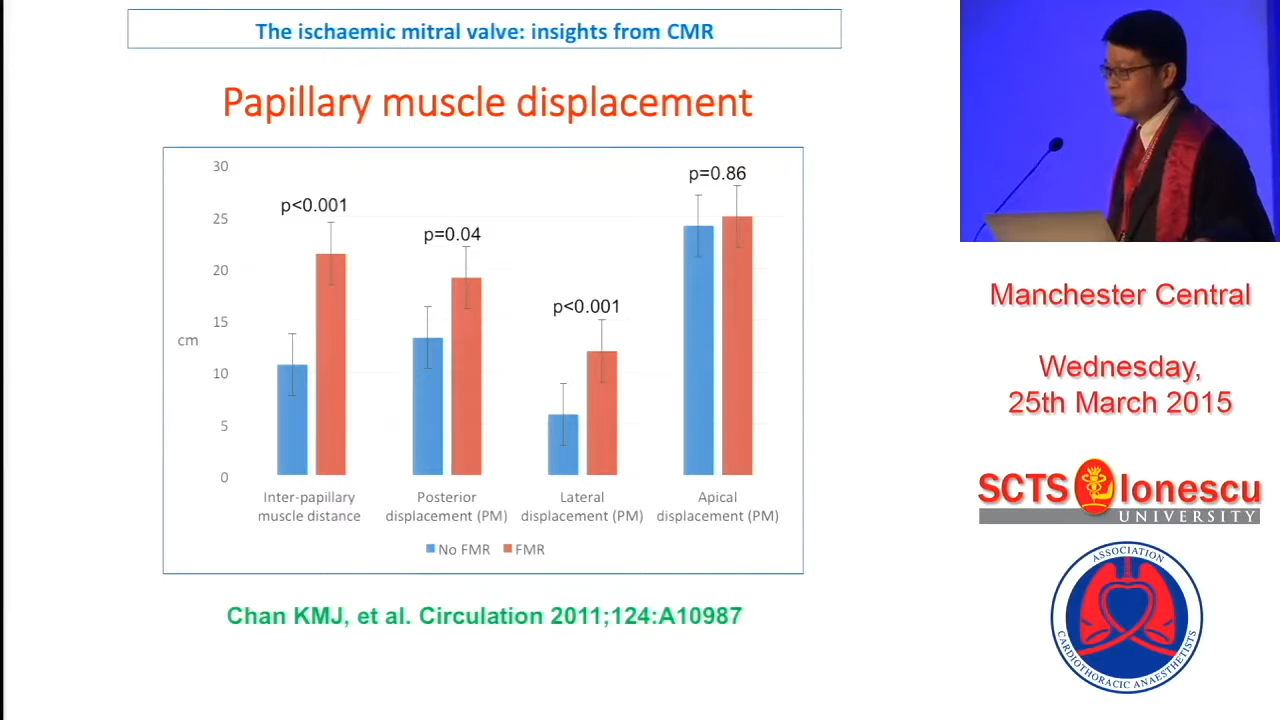 The ischaemic mitral valve: insights from CMR
Papillary muscle displacement
30
25
20
15
10
5
0
cm
p<0.001
p=0.04
p<0.001
p=0.86
Inter-papillary
muscle distance
Posterior
displacement (PM)
Lateral
displacement (PM)
Apical
displacement (PM)
No FMR
FMR
Chan KMJ, et al. Circulation 2011;124:A10987
Manchester Central
Wednesday,
25th March 2015
SCTS Ionescu
UNIVERSITY
ASSOCIATION
CARDIOTHORACIC ANAESTHETISTS